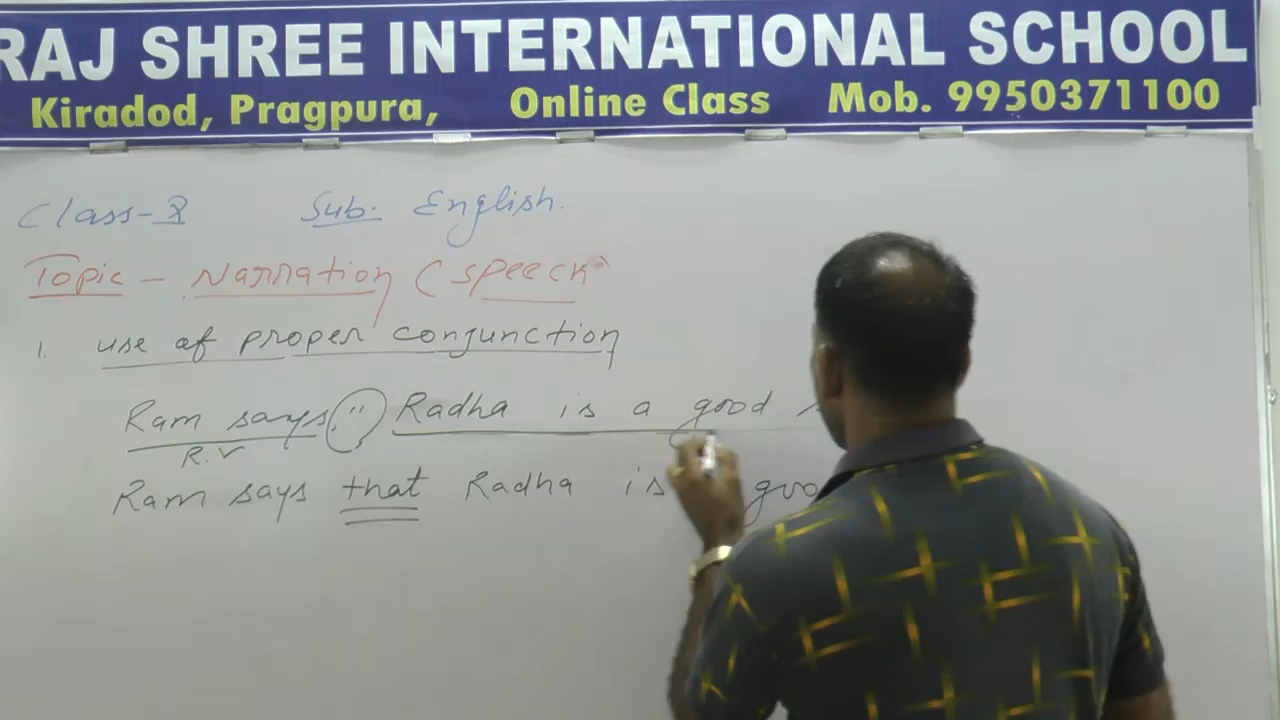 RAJ SHREE INTERNATIONAL SCHOOL
Kiradod, Pragpura, Online Class Mob. 9950371100
Class-X Sub. English.
Topic - Narration (speech
1. use of proper conjunction
Ram says," Radha is a good s
R.V
Ram says that Radha is goo